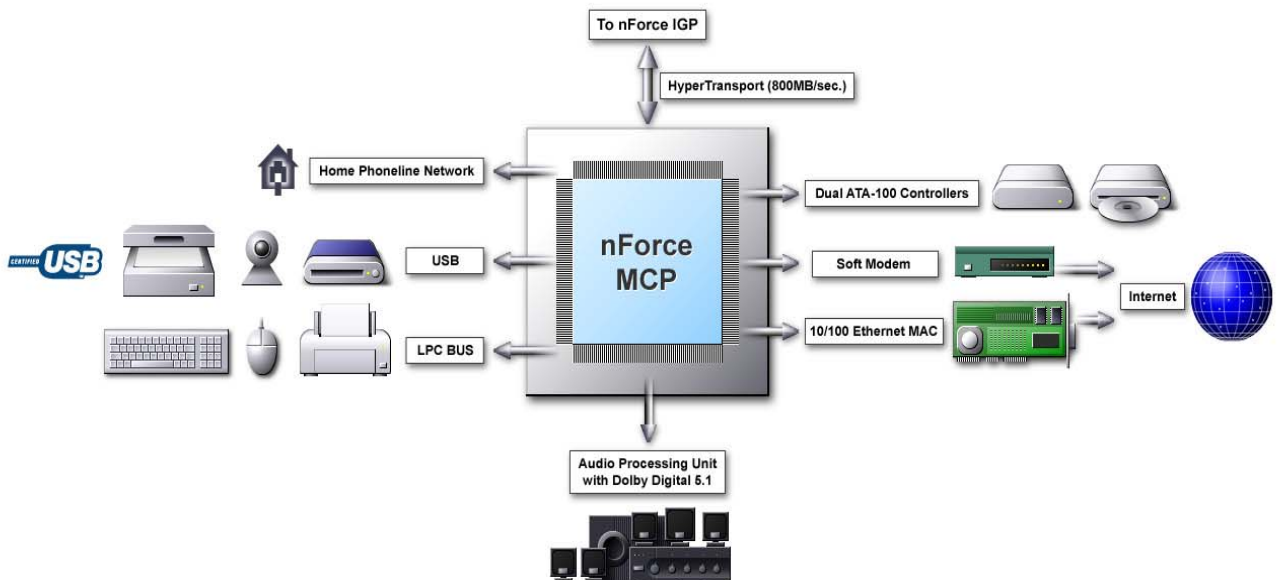 To nForce IGP
HyperTransport (800MB/sec.)
Home Phoneline Network
Dual ATA-100 Controllers
nForce
MCP
CERTIFIED USB
USB
Soft Modem
Internet
LPC BUS
10/100 Ethernet MAC
Audio Processing Unit
with Dolby Digital 5.1